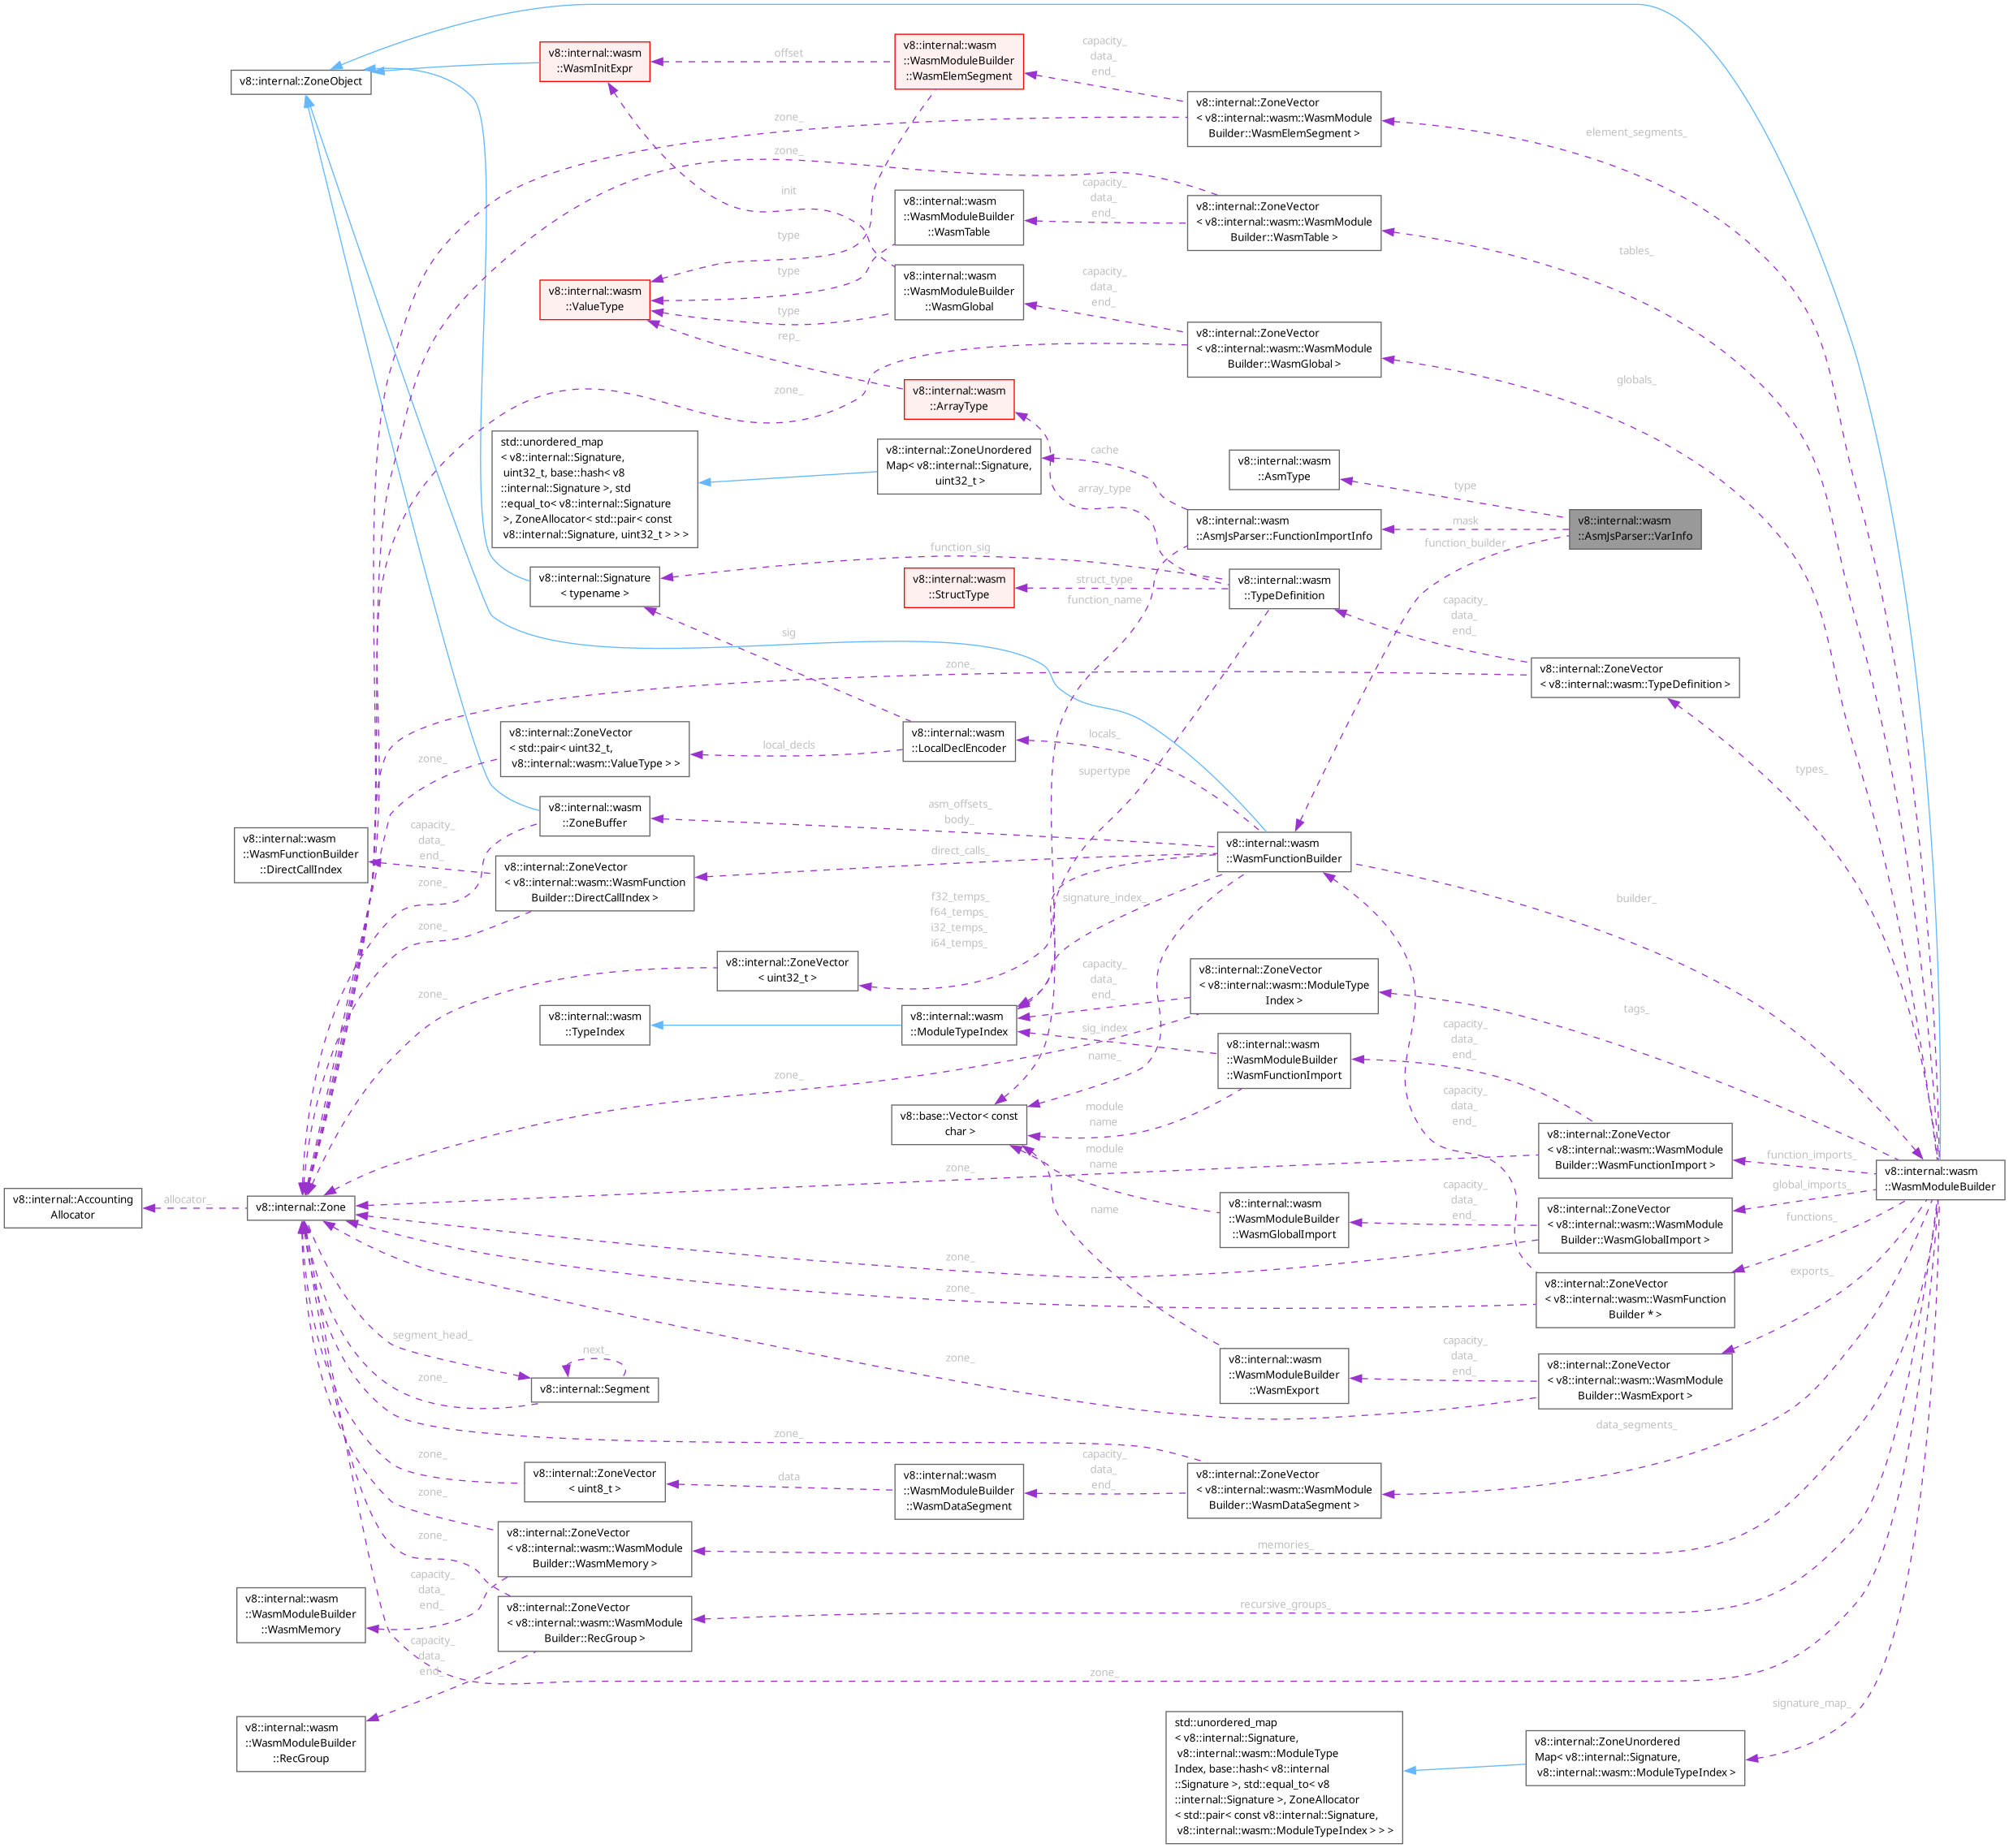 v8::internal::ZoneObject
v8::internal::wasm
::WasmInitExpr
offset
v8::internal::wasm
::WasmModuleBuilder
::WasmElemSegment
capacity_
data_
end_
v8::internal::ZoneVector
< v8::internal::wasm::WasmModule
Builder::WasmElemSegment >
element_segments_
zone_
zone_
init
type
v8::internal::wasm
::WasmModuleBuilder
::WasmTable
capacity_
data_
end_
v8::internal::ZoneVector
< v8::internal::wasm::WasmModule
Builder::WasmTable >
tables_
v8::internal::wasm
::ValueType
type
type
rep_
v8::internal::wasm
::WasmModuleBuilder
::WasmGlobal
capacity_
data_
end_
v8::internal::ZoneVector
< v8::internal::wasm::WasmModule
Builder::WasmGlobal >
globals_
zone_
v8::internal::wasm
::ArrayType
std::unordered_map
< v8::internal::Signature,
uint32_t, base::hash< v8
::internal::Signature >, std
::equal_to< v8::internal::Signature
>, ZoneAllocator< std::pair< const
v8::internal::Signature, uint32_t > > >
v8::internal::ZoneUnordered
Map< v8::internal::Signature,
uint32_t >
cache
array_type
v8::internal::wasm
::AsmType
type
mask
function_builder
v8::internal::wasm
::AsmJsParser::VarInfo
v8::internal::wasm
::AsmJsParser::FunctionImportInfo
v8::internal::Signature
< typename >
function_sig
v8::internal::wasm
::StructType
struct_type
function_name
v8::internal::wasm
::TypeDefinition
capacity_
data_
end_
sig
zone_
v8::internal::ZoneVector
< v8::internal::wasm::TypeDefinition >
types_
v8::internal::ZoneVector
< std::pair< uint32_t,
v8::internal::wasm::ValueType > >
local_decls
v8::internal::wasm
::LocalDeclEncoder
locals_
supertype
zone_
v8::internal::wasm
::ZoneBuffer
asm_offsets_
body_
v8::internal::wasm
::WasmFunctionBuilder
v8::internal::wasm
::WasmFunctionBuilder
::DirectCallIndex
capacity_
data_
end_
zone_
v8::internal::ZoneVector
< v8::internal::wasm::WasmFunction
Builder::DirectCallIndex >
direct_calls_
zone_
f32_temps_
f64_temps_
i32_temps_
i64_temps_
signature_index_
builder_
v8::internal::ZoneVector
< uint32_t >
zone_
v8::internal::wasm
::TypeIndex
v8::internal::wasm
::ModuleTypeIndex
capacity_
data_
end_
v8::internal::ZoneVector
< v8::internal::wasm::ModuleType
Index >
tags_
sig_index
name_
zone_
v8::internal::wasm
::WasmModuleBuilder
::WasmFunctionImport
capacity_
data_
end_
v8::base::Vector< const
char >
module
name
module
name
capacity_
data_
end_
v8::internal::ZoneVector
< v8::internal::wasm::WasmModule
Builder::WasmFunctionImport >
function_imports_
v8::internal::wasm
::WasmModuleBuilder
v8::internal::Accounting
Allocator
allocator_
v8::internal::Zone
zone_
name
v8::internal::wasm
::WasmModuleBuilder
::WasmGlobalImport
capacity_
data_
end_
v8::internal::ZoneVector
< v8::internal::wasm::WasmModule
Builder::WasmGlobalImport >
global_imports_
functions_
zone_
zone_
v8::internal::ZoneVector
< v8::internal::wasm::WasmFunction
Builder * >
exports_
segment_head_
next_
v8::internal::Segment
zone_
zone_
v8::internal::wasm
::WasmModuleBuilder
::WasmExport
capacity_
data_
end_
v8::internal::ZoneVector
< v8::internal::wasm::WasmModule
Builder::WasmExport >
data_segments_
zone_
zone_
v8::internal::ZoneVector
< uint8_t >
data
v8::internal::wasm
::WasmModuleBuilder
::WasmDataSegment
capacity_
data_
end_
v8::internal::ZoneVector
< v8::internal::wasm::WasmModule
Builder::WasmDataSegment >
zone_
v8::internal::ZoneVector
< v8::internal::wasm::WasmModule
Builder::WasmMemory >
memories_
zone_
capacity_
data_
end_
v8::internal::wasm
::WasmModuleBuilder
::WasmMemory
v8::internal::ZoneVector
< v8::internal::wasm::WasmModule
Builder::RecGroup >
recursive_groups_
capacity_
data_
end_
zone_
v8::internal::wasm
::WasmModuleBuilder
::RecGroup
signature_map_
std::unordered_map
< v8::internal::Signature,
v8::internal::wasm::ModuleType
Index, base::hash< v8::internal
::Signature >, std::equal_to< v8
::internal::Signature >, ZoneAllocator
< std::pair< const v8::internal::Signature,
v8::internal::wasm::ModuleTypeIndex > > >
v8::internal::ZoneUnordered
Map< v8::internal::Signature,
v8::internal::wasm::ModuleTypeIndex >